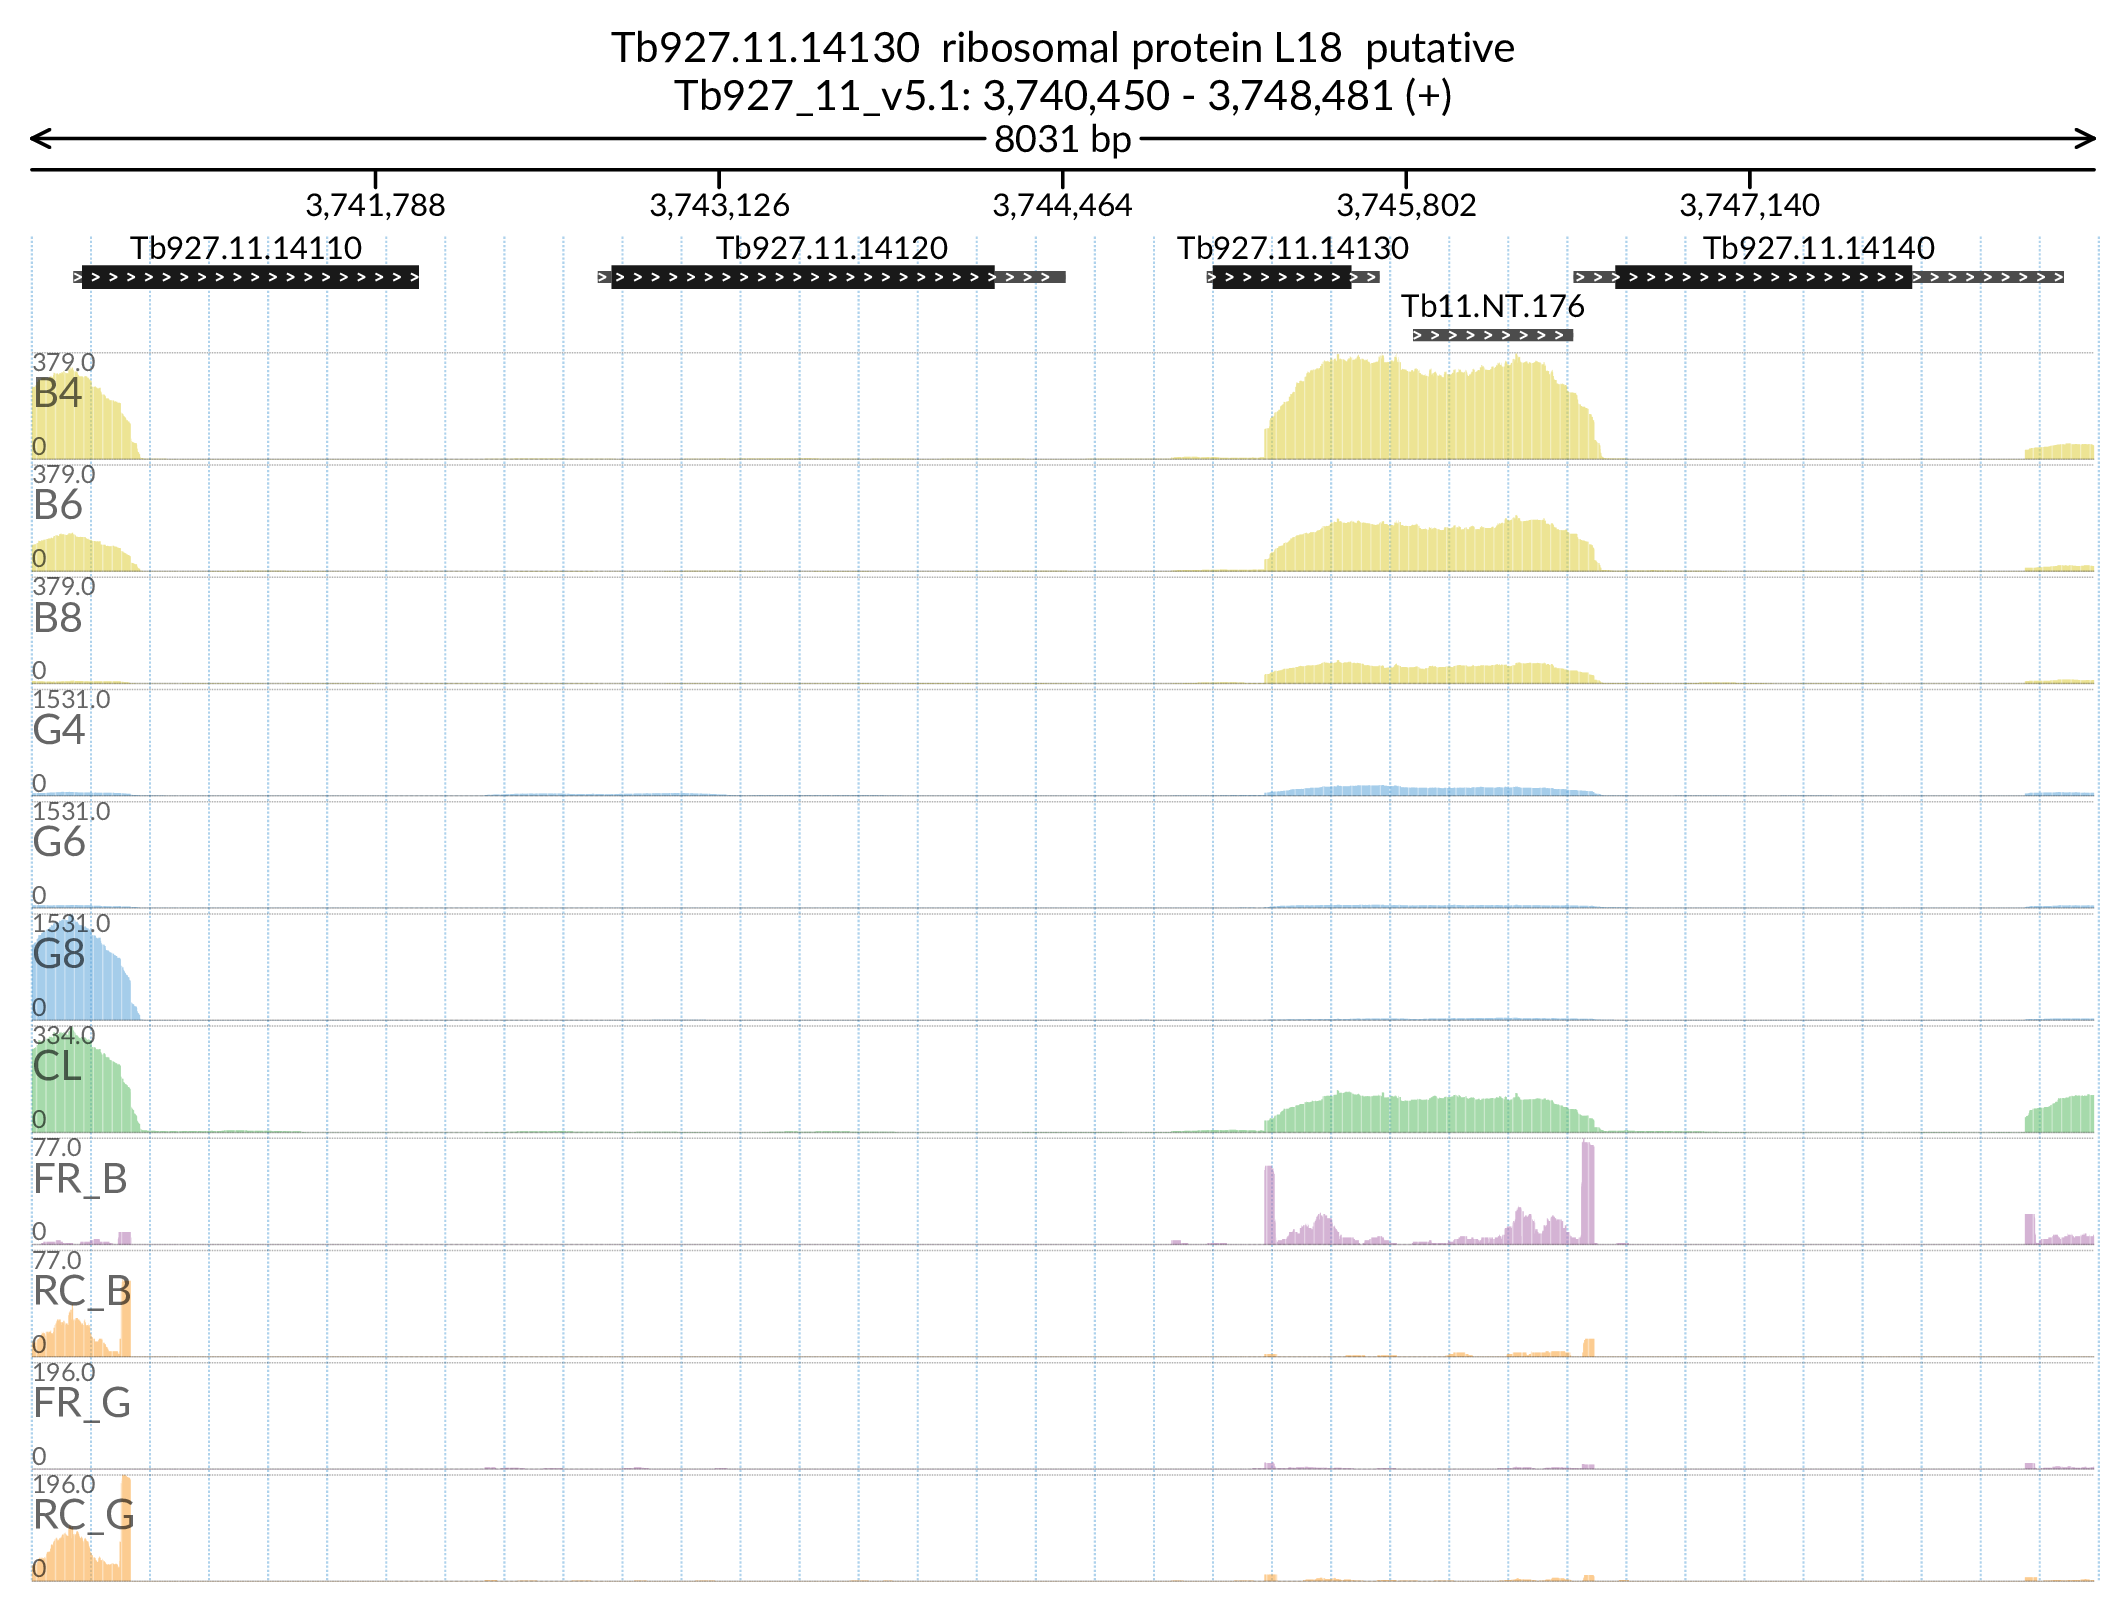 Tb927.11.14130 ribosomal protein L18 putative
Tb927_11_v5.1: 3,740,450 - 3,748,481 (+)
8031 bp
3,741,788 3,743,126 3,744,464 3,745,802 3,747,140
Tb927.11.14110 Tb927.11.14120 Tb927.11.14130 Tb927.11.14140
Tb11.NT.176
379.0
B4
0
379.0
B6
0
379.0
B8
0
1531.0
G4
0
1531.0
G6
0
1531.0
G8
0
334.0
CL
0
77.0
FR_B
0
77.0
RC_B
0
196.0
FR_G
0
196.0
RC_G
0